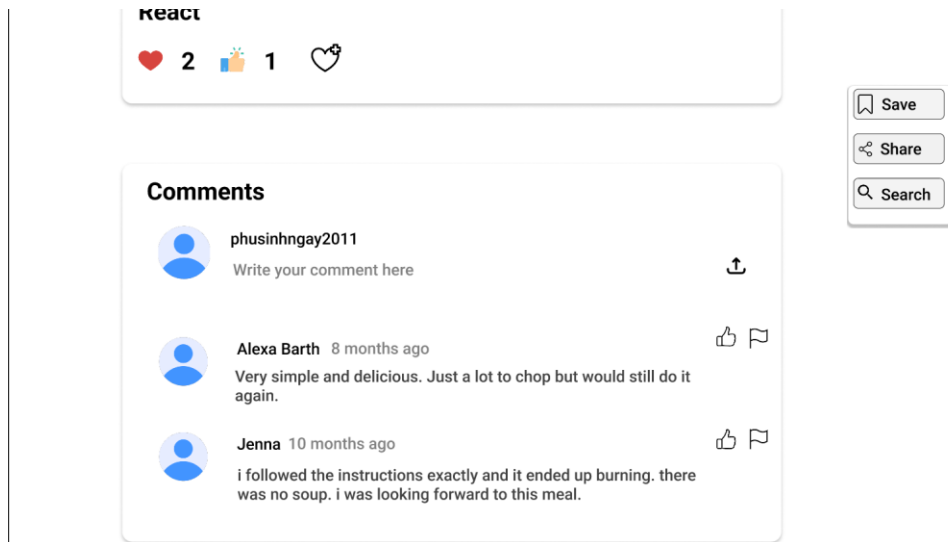 React
2 1
Save
Share
Search
Comments
phusinhngay2011
Write your comment here
Alexa Barth 8 months ago
Very simple and delicious. Just a lot to chop but would still do it
again.
Jenna 10 months ago
i followed the instructions exactly and it ended up burning. there
was no soup. i was looking forward to this meal.